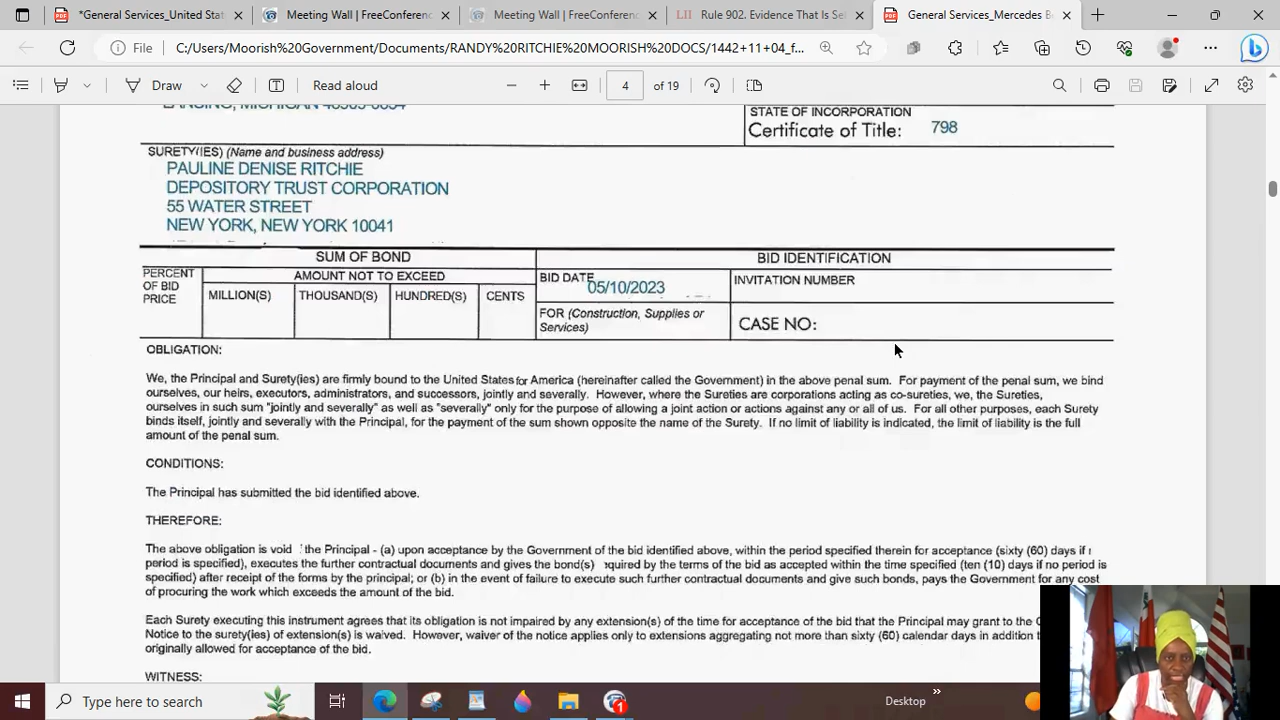 *General Services_United Stat
Meeting Wall | FreeConferenc
Meeting Wall | FreeConferenc
LII
Rule 902. Evidence That Is Sel
General Services_Mercedes Be
File
C:/Users/Moorish%20Government/Documents/RANDY%20RITCHIE%20MOORISH%20DOCS/1442+11+04_f...
Draw
Read aloud
4
of 19
LANSING, MICHIGAN
STATE OF INCORPORATION
Certificate of Title: 798
SURETY(IES) (Name and business address)
PAULINE DENISE RITCHIE
DEPOSITORY TRUST CORPORATION
55 WATER STREET
NEW YORK, NEW YORK 10041
SUM OF BOND
BID IDENTIFICATION
PERCENT
OF BID
PRICE
AMOUNT NOT TO EXCEED
MILLION(S)
THOUSAND(S)
HUNDRED(S)
CENTS
BID DATE
05/10/2023
INVITATION NUMBER
FOR (Construction, Supplies or
Services)
CASE NO:
OBLIGATION:
We, the Principal and Surety(ies) are firmly bound to the United States for America (hereinafter called the Government) in the above penal sum. For payment of the penal sum, we bind
ourselves, our heirs, executors, administrators, and successors, jointly and severally. However, where the Sureties are corporations acting as co-sureties, we, the Sureties,
ourselves in such sum "jointly and severally" as well as "severally" only for the purpose of allowing a joint action or actions against any or all of us. For all other purposes, each Surety
binds itself, jointly and severally with the Principal, for the payment of the sum shown opposite the name of the Surety. If no limit of liability is indicated, the limit of liability is the full
amount of the penal sum.
CONDITIONS:
The Principal has submitted the bid identified above.
THEREFORE:
The above obligation is void the Principal - (a) upon acceptance by the Government of the bid identified above, within the period specified therein for acceptance (sixty (60) days if
period is specified), executes the further contractual documents and gives the bond(s) xquired by the terms of the bid as accepted within the time specified (ten (10) days if no period is
specified) after receipt of the forms by the principal; or (b) in the event of failure to execute such further contractual documents and give such bonds, pays the Government for any cost
of procuring the work which exceeds the amount of the bid.
Each Surety executing this instrument agrees that its obligation is not impaired by any extension(s) of the time for acceptance of the bid that the Principal may grant to the
Notice to the surety(ies) of extension(s) is waived. However, waiver of the notice applies only to extensions aggregating not more than sixty (60) calendar days in addition
originally allowed for acceptance of the bid.
WITNESS:
Type here to search
1
Desktop